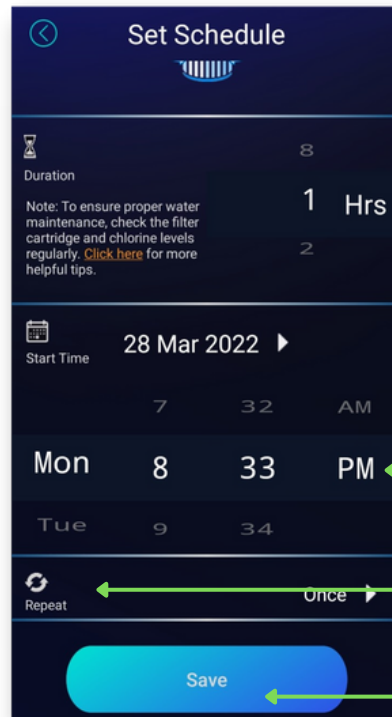 Set Schedule
8
Duration
1 Hrs
Note: To ensure proper water
maintenance, check the filter
cartridge and chlorine levels
regularly. Click here for more
helpful tips.
2
Start Time
28 Mar 2022
7 32 AM
Mon 8 33 PM
Tue 9 34
Repeat
Once
Save